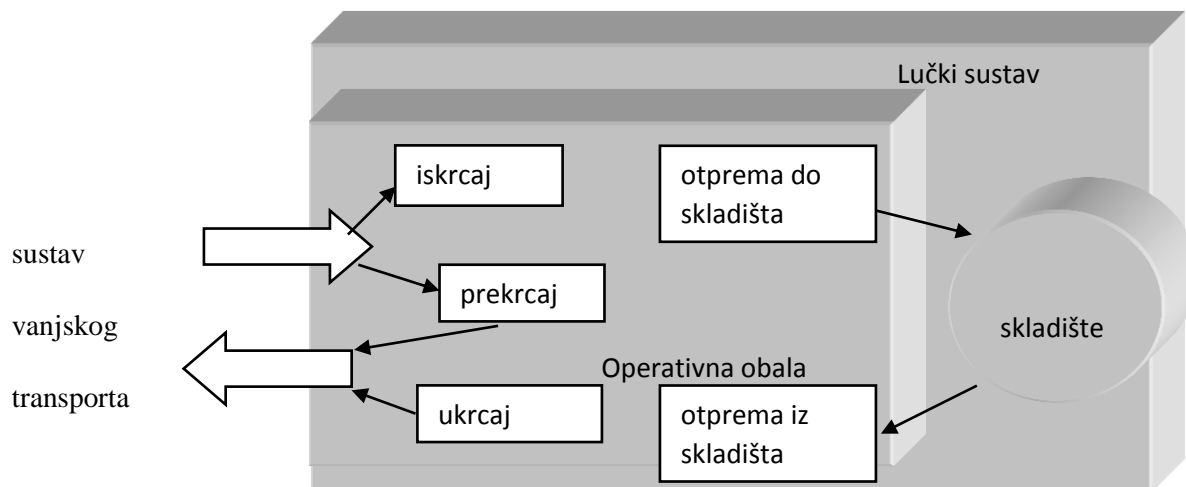 Lučki sustav
iskrcaj
otprema do
skladišta
sustav
prekrcaj
vanjskog
skladište
Operativna obala
transporta
ukrcaj
otprema iz
skladišta